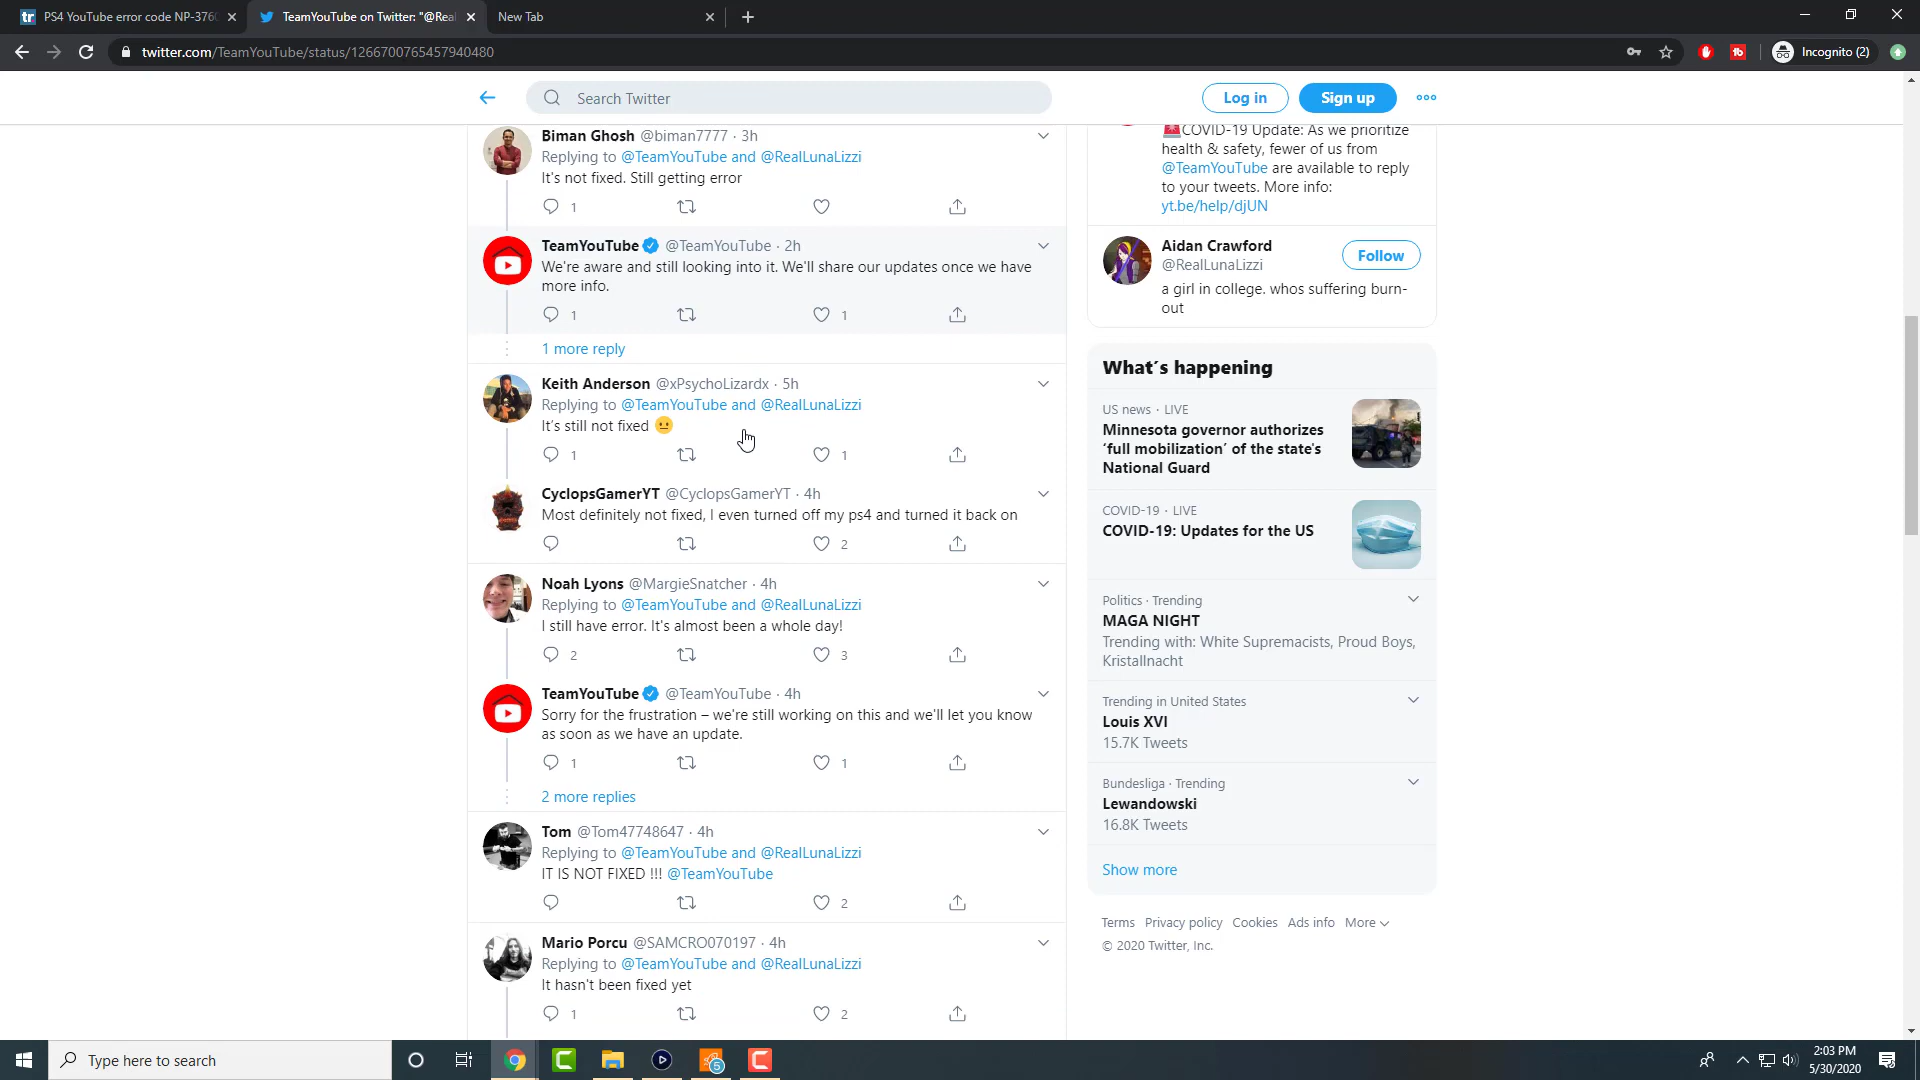 PS4 YouTube error code NP-3760
TeamYouTube on Twitter: "@Real
New Tab
twitter.com/TeamYouTube/status/1266700765457940480
Incognito (2)
Search Twitter
Log in
Sign up
Biman Ghosh @biman7777 · 3h
Replying to @TeamYouTube and @RealLunaLizzi
It's not fixed. Still getting error
1
TeamYouTube @TeamYouTube · 2h
We're aware and still looking into it. We'll share our updates once we have
more info.
1 1
1 more reply
Keith Anderson @xPsychoLizardx · 5h
Replying to @TeamYouTube and @RealLunaLizzi
It's still not fixed 😐
1 1
CyclopsGamerYT @CyclopsGamerYT · 4h
Most definitely not fixed, I even turned off my ps4 and turned it back on
2
Noah Lyons @MargieSnatcher · 4h
Replying to @TeamYouTube and @RealLunaLizzi
I still have error. It's almost been a whole day!
2 3
TeamYouTube @TeamYouTube · 4h
Sorry for the frustration – we're still working on this and we'll let you know
as soon as we have an update.
1 1
2 more replies
Tom @Tom47748647 · 4h
Replying to @TeamYouTube and @RealLunaLizzi
IT IS NOT FIXED !!! @TeamYouTube
2
Mario Porcu @SAMCRO070197 · 4h
Replying to @TeamYouTube and @RealLunaLizzi
It hasn't been fixed yet
1 2
🚨COVID-19 Update: As we prioritize
health & safety, fewer of us from
@TeamYouTube are available to reply
to your tweets. More info:
yt.be/help/djUN
Aidan Crawford
@RealLunaLizzi
Follow
a girl in college. whos suffering burn-
out
What's happening
US news · LIVE
Minnesota governor authorizes
'full mobilization' of the state's
National Guard
COVID-19 · LIVE
COVID-19: Updates for the US
Politics · Trending
MAGA NIGHT
Trending with: White Supremacists, Proud Boys,
Kristallnacht
Trending in United States
Louis XVI
15.7K Tweets
Bundesliga · Trending
Lewandowski
16.8K Tweets
Show more
Terms Privacy policy Cookies Ads info More
© 2020 Twitter, Inc.
Type here to search
5
2:03 PM
5/30/2020